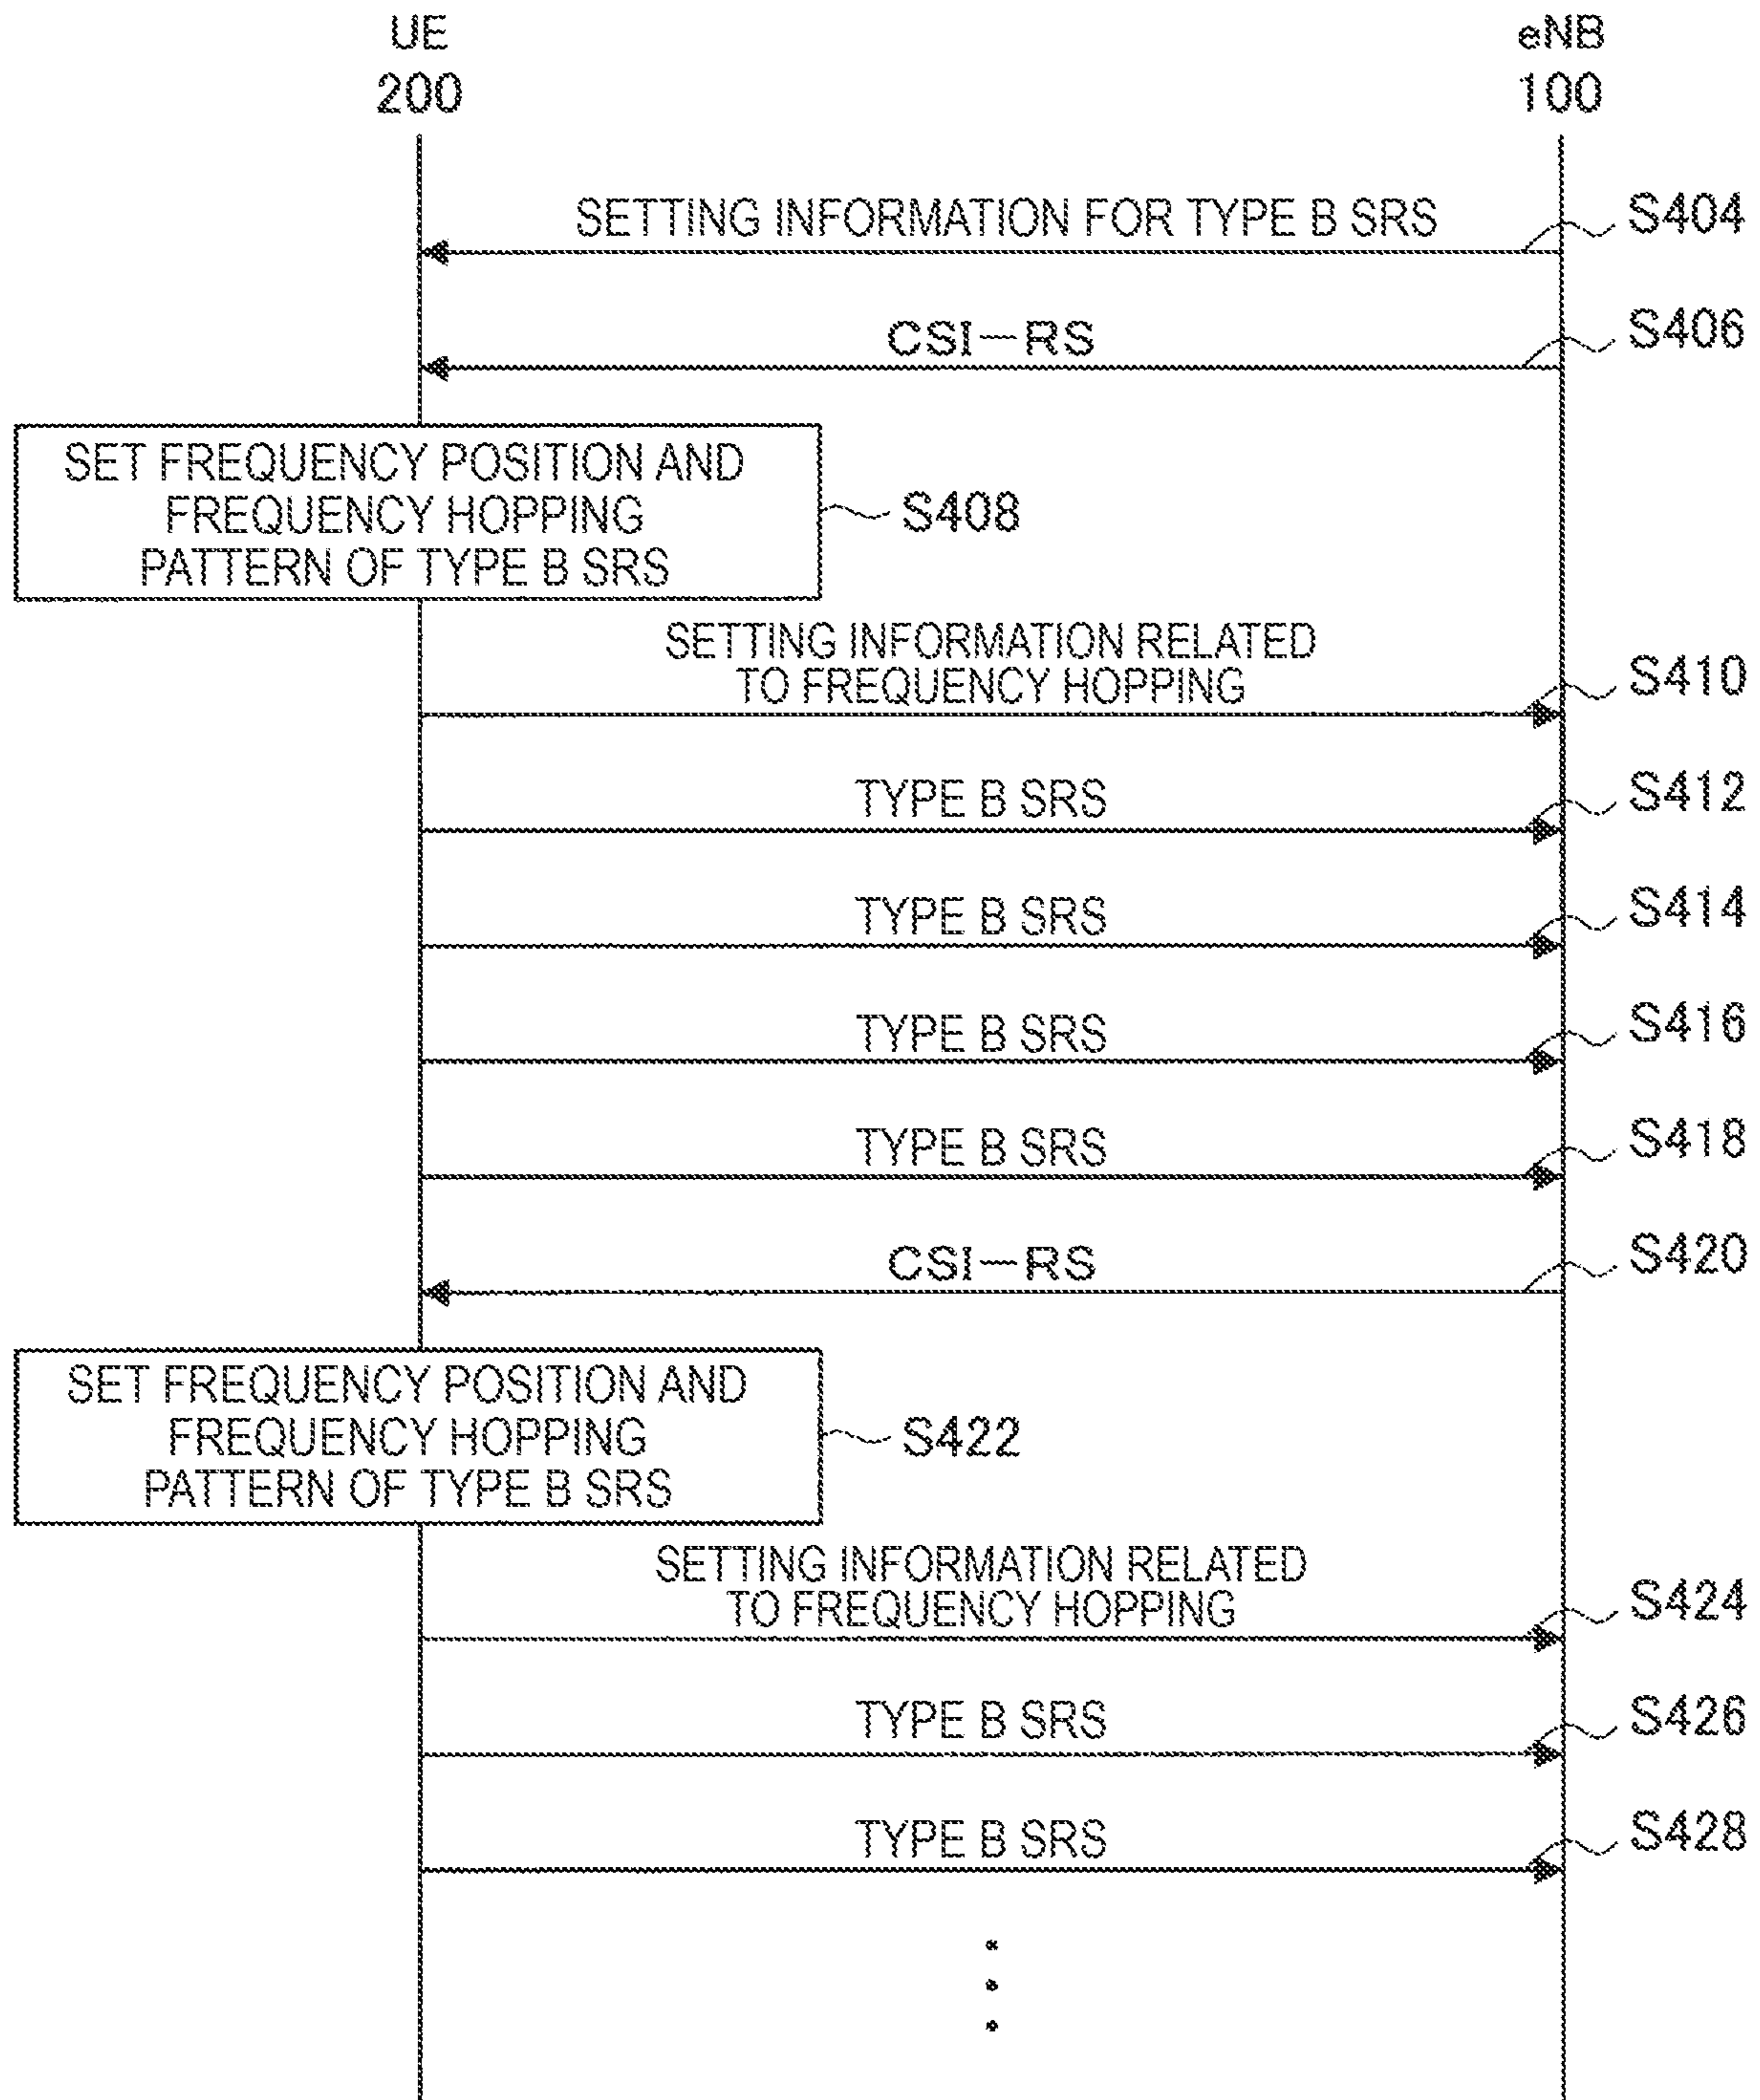 UE
200
eNB
100
SETTING INFORMATION FOR TYPE B SRS
S404
CSI-RS
S406
SET FREQUENCY POSITION AND
FREQUENCY HOPPING
PATTERN OF TYPE B SRS
S408
SETTING INFORMATION RELATED
TO FREQUENCY HOPPING
S410
TYPE B SRS
S412
TYPE B SRS
S414
TYPE B SRS
S416
TYPE B SRS
S418
CSI-RS
S420
SET FREQUENCY POSITION AND
FREQUENCY HOPPING
PATTERN OF TYPE B SRS
S422
SETTING INFORMATION RELATED
TO FREQUENCY HOPPING
S424
TYPE B SRS
S426
TYPE B SRS
S428